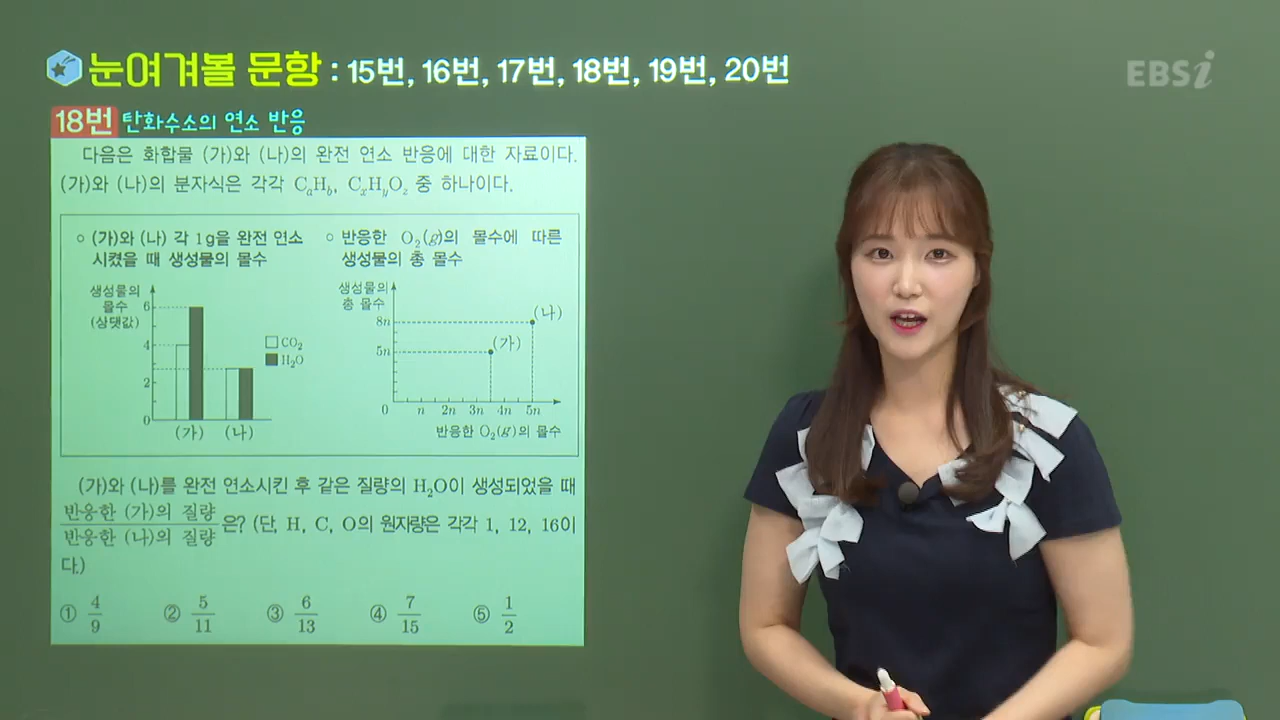 눈여겨볼 문항 : 15번, 16번, 17번, 18번, 19번, 20번
EBSi
18번 탄화수소의 연소 반응
다음은 화합물 (가)와 (나)의 완전 연소 반응에 대한 자료이다.
(가)와 (나)의 분자식은 각각 CₐH_b, CₓH_yO_z 중 하나이다.
○ (가)와 (나) 각 1g을 완전 연소
시켰을 때 생성물의 몰수
생성물의
몰수
(상댓값)
6
4
2
0
(가) (나)
CO₂
H₂O
○ 반응한 O₂(g)의 몰수에 따른
생성물의 총 몰수
생성물의
총 몰수
8n
5n
(나)
(가)
0 n 2n 3n 4n 5n
반응한 O₂(g)의 몰수
(가)와 (나)를 완전 연소시킨 후 같은 질량의 H₂O이 생성되었을 때
반응한 (가)의 질량
반응한 (나)의 질량
은? (단, H, C, O의 원자량은 각각 1, 12, 16이
다.)
① 4/9 ② 5/11 ③ 6/13 ④ 7/15 ⑤ 1/2